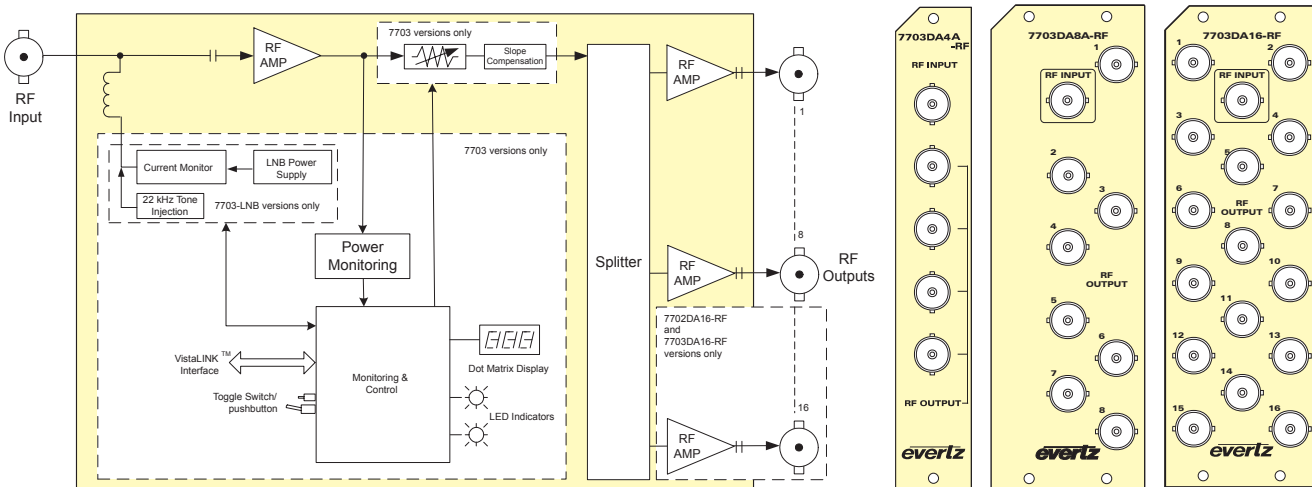 RF
Input
RF
AMP
7703 versions only
Slope
Compensation
7703 versions only
Current Monitor
LNB Power
Supply
22 kHz Tone
Injection
7703-LNB versions only
Power
Monitoring
Monitoring &
Control
VistaLINK ™
Interface
Toggle Switch/
pushbutton
Dot Matrix Display
LED Indicators
Splitter
RF
AMP
1
RF
AMP
8
RF
Outputs
7702DA16-RF
and
7703DA16-RF
versions only
RF
AMP
16
7703DA4A
-RF
RF INPUT
RF OUTPUT
evertz
7703DA8A-RF
1
RF INPUT
2
3
4
RF
OUTPUT
5
6
7
8
evertz
7703DA16-RF
1
2
RF INPUT
3
4
5
6
7
RF
OUTPUT
8
9
10
11
12
13
14
15
16
evertz